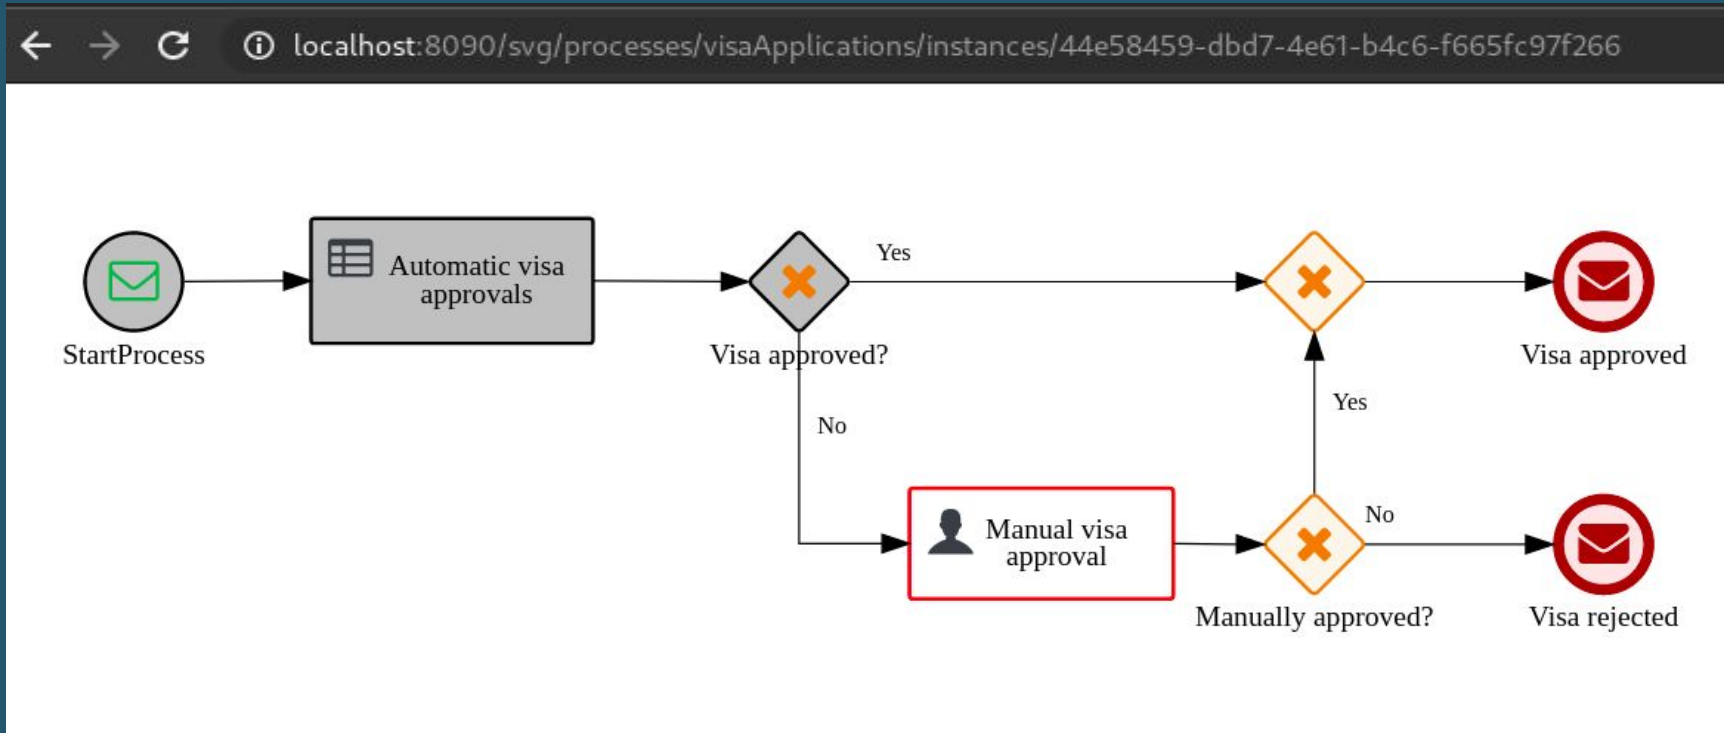 localhost:8090/svg/processes/visaApplications/instances/44e58459-dbd7-4e61-b4c6-f665fc97f266
StartProcess
Automatic visa
approvals
Visa approved?
Yes
No
Manual visa
approval
Yes
Manually approved?
No
Visa approved
Visa rejected